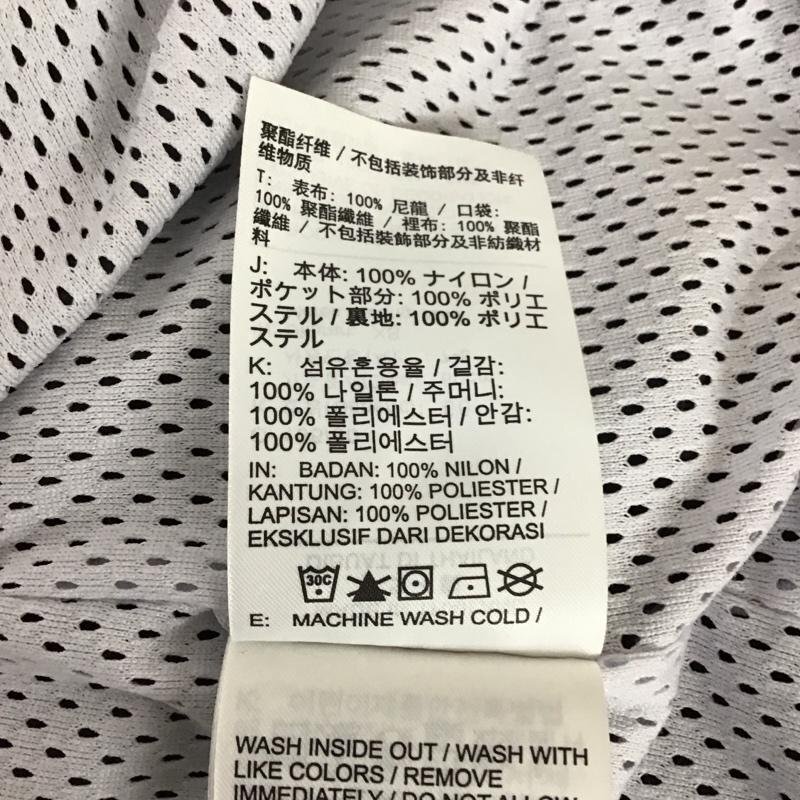 聚酯纤维 / 不包括装饰部分及非纤
维物质
T: 表布: 100% 尼龍 / 口袋:
100% 聚酯纖維 / 裡布: 100% 聚酯
纖維 / 不包括裝飾部分及非紡織材
料
J: 本体: 100% ナイロン /
ポケット部分: 100% ポリエ
ステル / 裏地: 100% ポリエ
ステル
K: 섬유혼용율 / 겉감:
100% 나일론 / 주머니:
100% 폴리에스터 / 안감:
100% 폴리에스터
IN: BADAN: 100% NILON /
KANTUNG: 100% POLIESTER /
LAPISAN: 100% POLIESTER /
EKSKLUSIF DARI DEKORASI
30C
E: MACHINE WASH COLD /
WASH INSIDE OUT / WASH WITH
LIKE COLORS / REMOVE
IMMEDIATELY / DO NOT ALLOW